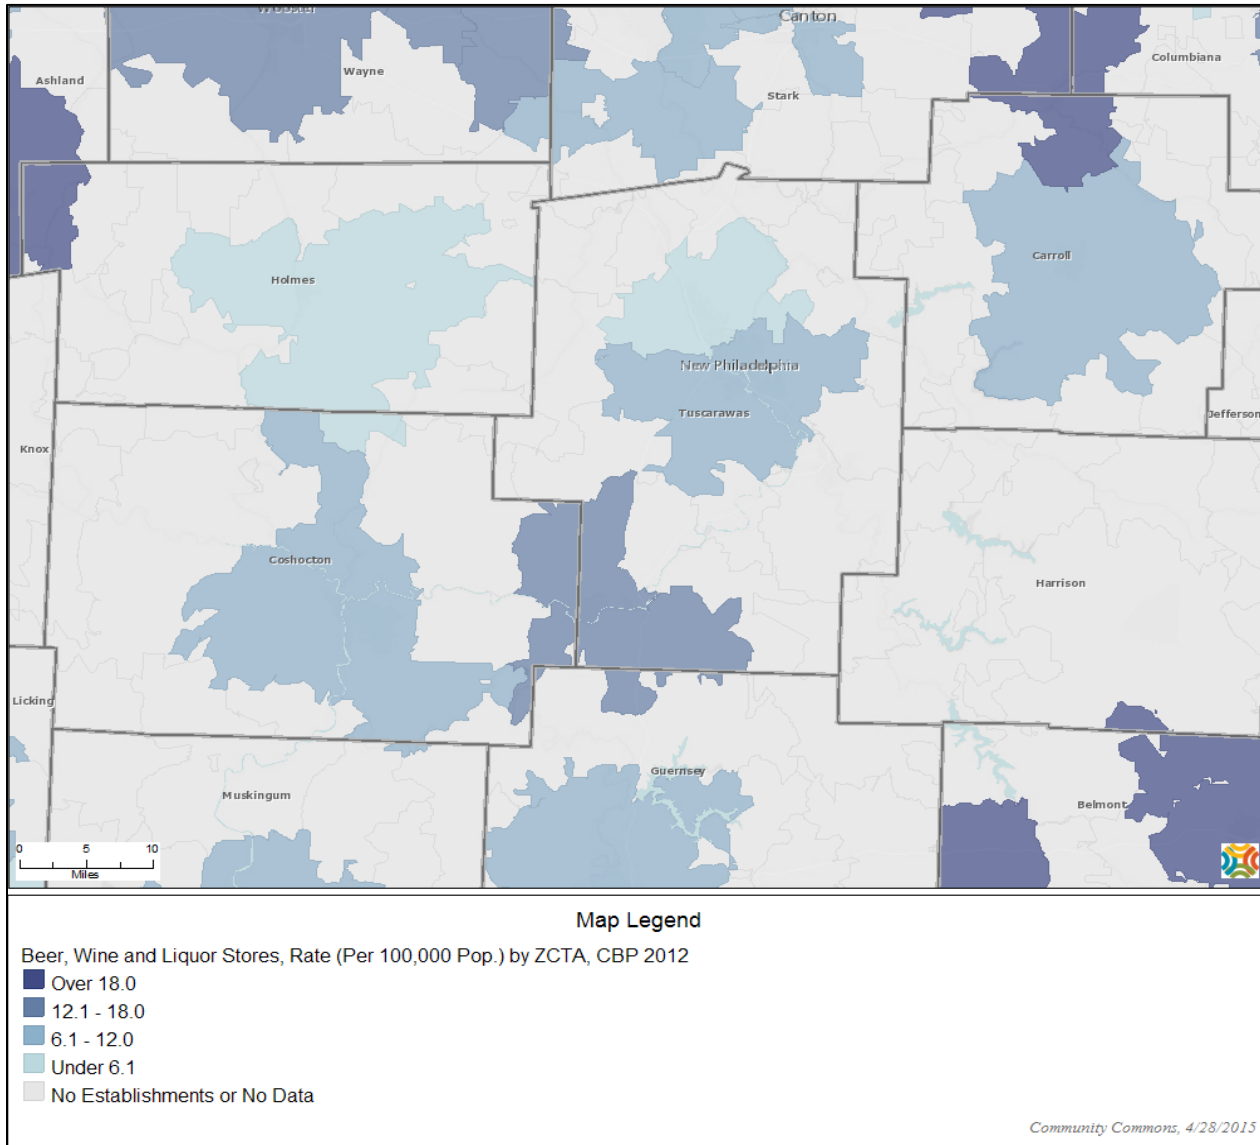 Webster
Canton
Ashland
Wayne
Stark
Columbiana
Holmes
Carroll
New Philadelphia
Tuscarawas
Jefferson
Knox
Coshocton
Harrison
Licking
Guernsey
Muskingum
Belmont
0 5 10
Miles
Map Legend
Beer, Wine and Liquor Stores, Rate (Per 100,000 Pop.) by ZCTA, CBP 2012
Over 18.0
12.1 - 18.0
6.1 - 12.0
Under 6.1
No Establishments or No Data
Community Commons, 4/28/2015